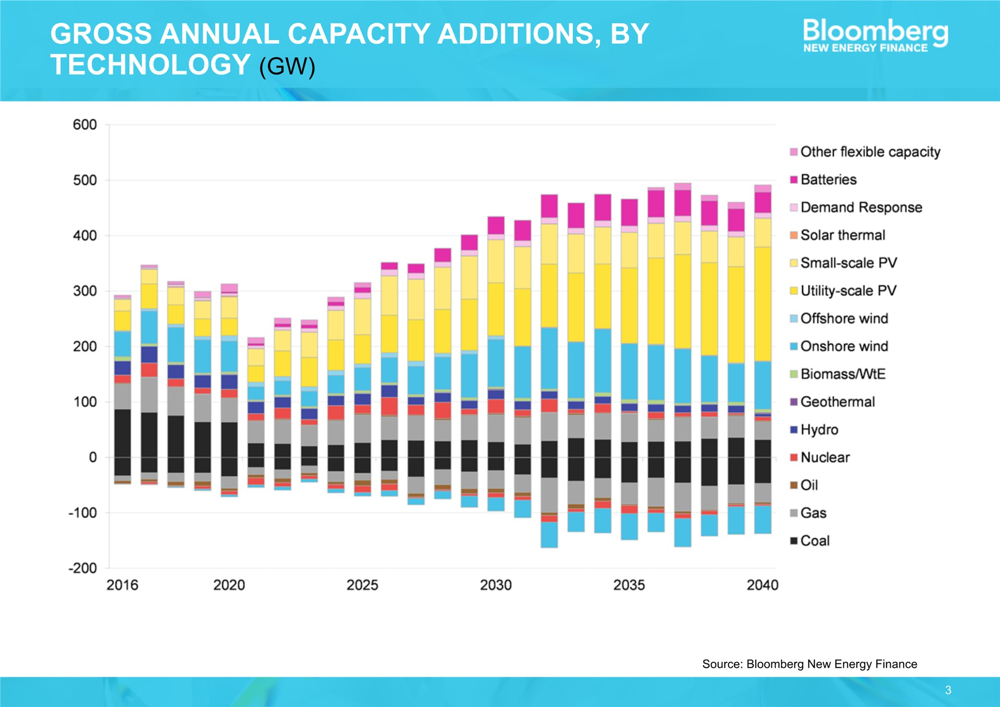 GROSS ANNUAL CAPACITY ADDITIONS, BY
TECHNOLOGY (GW)
Bloomberg
NEW ENERGY FINANCE
600
500
400
300
200
100
0
-100
-200
2016
2020
2025
2030
2035
2040
Other flexible capacity
Batteries
Demand Response
Solar thermal
Small-scale PV
Utility-scale PV
Offshore wind
Onshore wind
Biomass/WtE
Geothermal
Hydro
Nuclear
Oil
Gas
Coal
Source: Bloomberg New Energy Finance
3